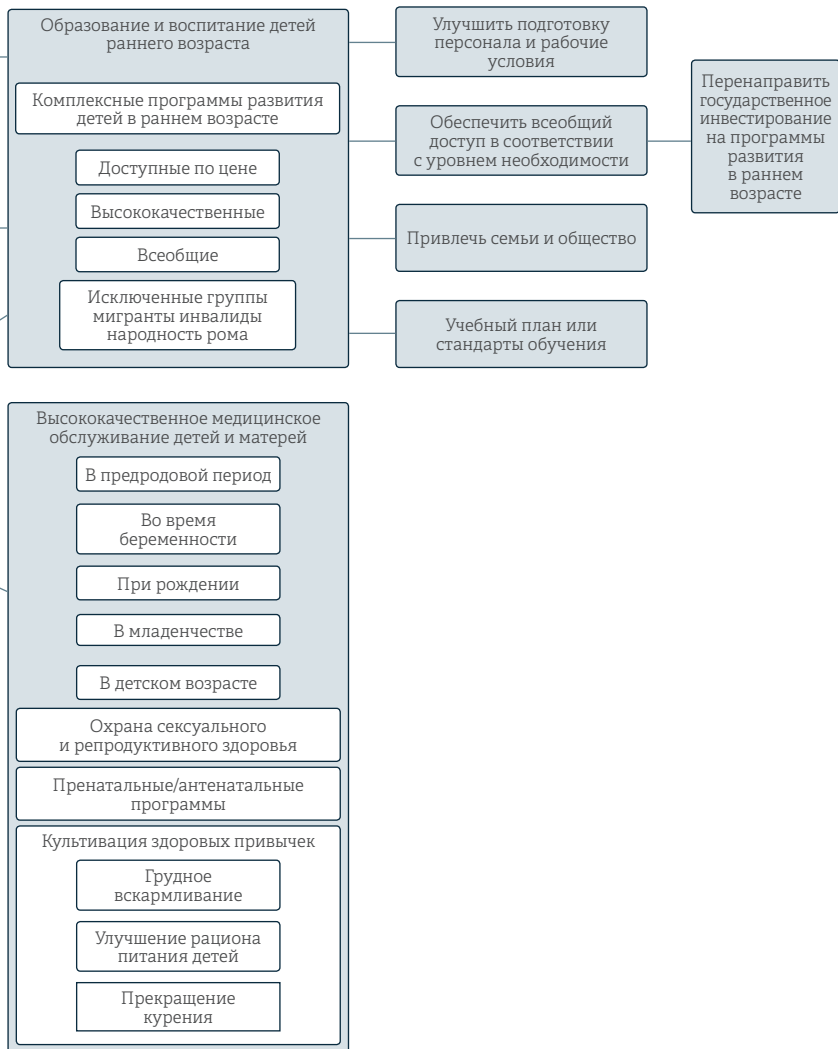 Образование и воспитание детей
раннего возраста
Комплексные программы развития
детей в раннем возрасте
Доступные по цене
Высококачественные
Всеобщие
Исключенные группы
мигранты инвалиды
народность рома
Улучшить подготовку
персонала и рабочие
условия
Обеспечить всеобщий
доступ в соответствии
с уровнем необходимости
Привлечь семьи и общество
Учебный план или
стандарты обучения
Перенаправить
государственное
инвестирование
на программы
развития
в раннем
возрасте
Высококачественное медицинское
обслуживание детей и матерей
В предродовой период
Во время
беременности
При рождении
В младенчестве
В детском возрасте
Охрана сексуального
и репродуктивного здоровья
Пренатальные/антенатальные
программы
Культивация здоровых привычек
Грудное
вскармливание
Улучшение рациона
питания детей
Прекращение
курения